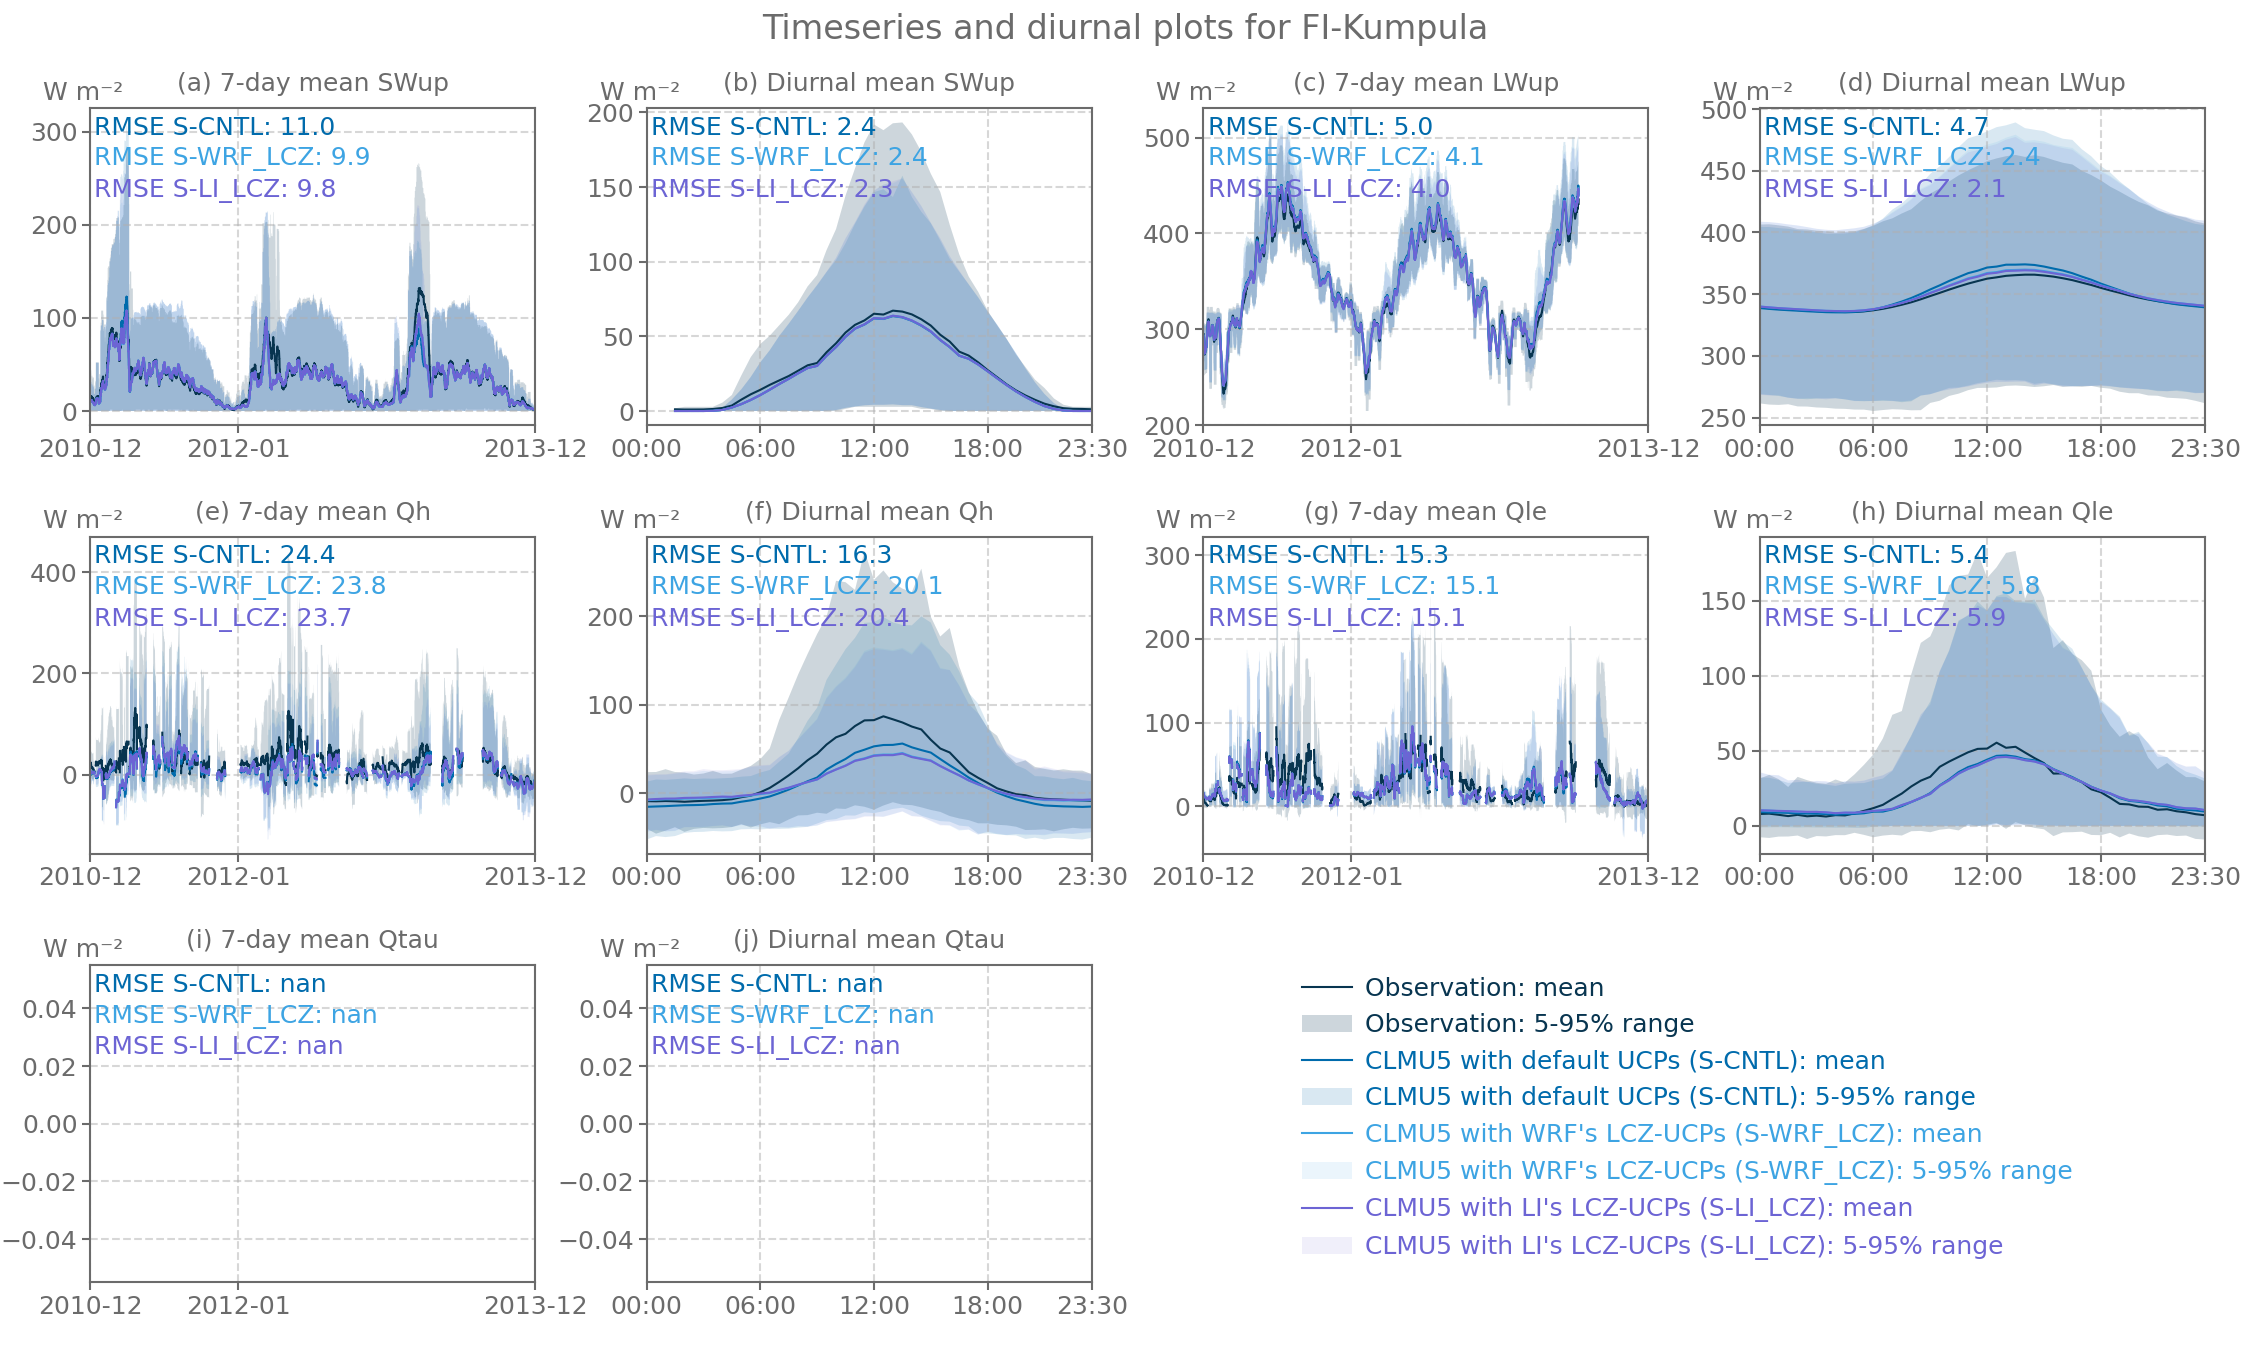 Timeseries and diurnal plots for FI-Kumpula
W m⁻²
(a) 7-day mean SWup
RMSE S-CNTL: 11.0
RMSE S-WRF_LCZ: 9.9
RMSE S-LI_LCZ: 9.8
300
200
100
0
2010-12
2012-01
2013-12
W m⁻²
(b) Diurnal mean SWup
RMSE S-CNTL: 2.4
RMSE S-WRF_LCZ: 2.4
RMSE S-LI_LCZ: 2.3
200
150
100
50
0
00:00
06:00
12:00
18:00
23:30
W m⁻²
(c) 7-day mean LWup
RMSE S-CNTL: 5.0
RMSE S-WRF_LCZ: 4.1
RMSE S-LI_LCZ: 4.0
500
400
300
200
2010-12
2012-01
2013-12
W m⁻²
(d) Diurnal mean LWup
RMSE S-CNTL: 4.7
RMSE S-WRF_LCZ: 2.4
RMSE S-LI_LCZ: 2.1
500
450
400
350
300
250
00:00
06:00
12:00
18:00
23:30
W m⁻²
(e) 7-day mean Qh
RMSE S-CNTL: 24.4
RMSE S-WRF_LCZ: 23.8
RMSE S-LI_LCZ: 23.7
400
200
0
2010-12
2012-01
2013-12
W m⁻²
(f) Diurnal mean Qh
RMSE S-CNTL: 16.3
RMSE S-WRF_LCZ: 20.1
RMSE S-LI_LCZ: 20.4
200
100
0
00:00
06:00
12:00
18:00
23:30
W m⁻²
(g) 7-day mean Qle
RMSE S-CNTL: 15.3
RMSE S-WRF_LCZ: 15.1
RMSE S-LI_LCZ: 15.1
300
200
100
0
2010-12
2012-01
2013-12
W m⁻²
(h) Diurnal mean Qle
RMSE S-CNTL: 5.4
RMSE S-WRF_LCZ: 5.8
RMSE S-LI_LCZ: 5.9
150
100
50
0
00:00
06:00
12:00
18:00
23:30
W m⁻²
(i) 7-day mean Qtau
RMSE S-CNTL: nan
RMSE S-WRF_LCZ: nan
RMSE S-LI_LCZ: nan
0.04
0.02
0.00
−0.02
−0.04
2010-12
2012-01
2013-12
W m⁻²
(j) Diurnal mean Qtau
RMSE S-CNTL: nan
RMSE S-WRF_LCZ: nan
RMSE S-LI_LCZ: nan
0.04
0.02
0.00
−0.02
−0.04
00:00
06:00
12:00
18:00
23:30
Observation: mean
Observation: 5-95% range
CLMU5 with default UCPs (S-CNTL): mean
CLMU5 with default UCPs (S-CNTL): 5-95% range
CLMU5 with WRF's LCZ-UCPs (S-WRF_LCZ): mean
CLMU5 with WRF's LCZ-UCPs (S-WRF_LCZ): 5-95% range
CLMU5 with LI's LCZ-UCPs (S-LI_LCZ): mean
CLMU5 with LI's LCZ-UCPs (S-LI_LCZ): 5-95% range